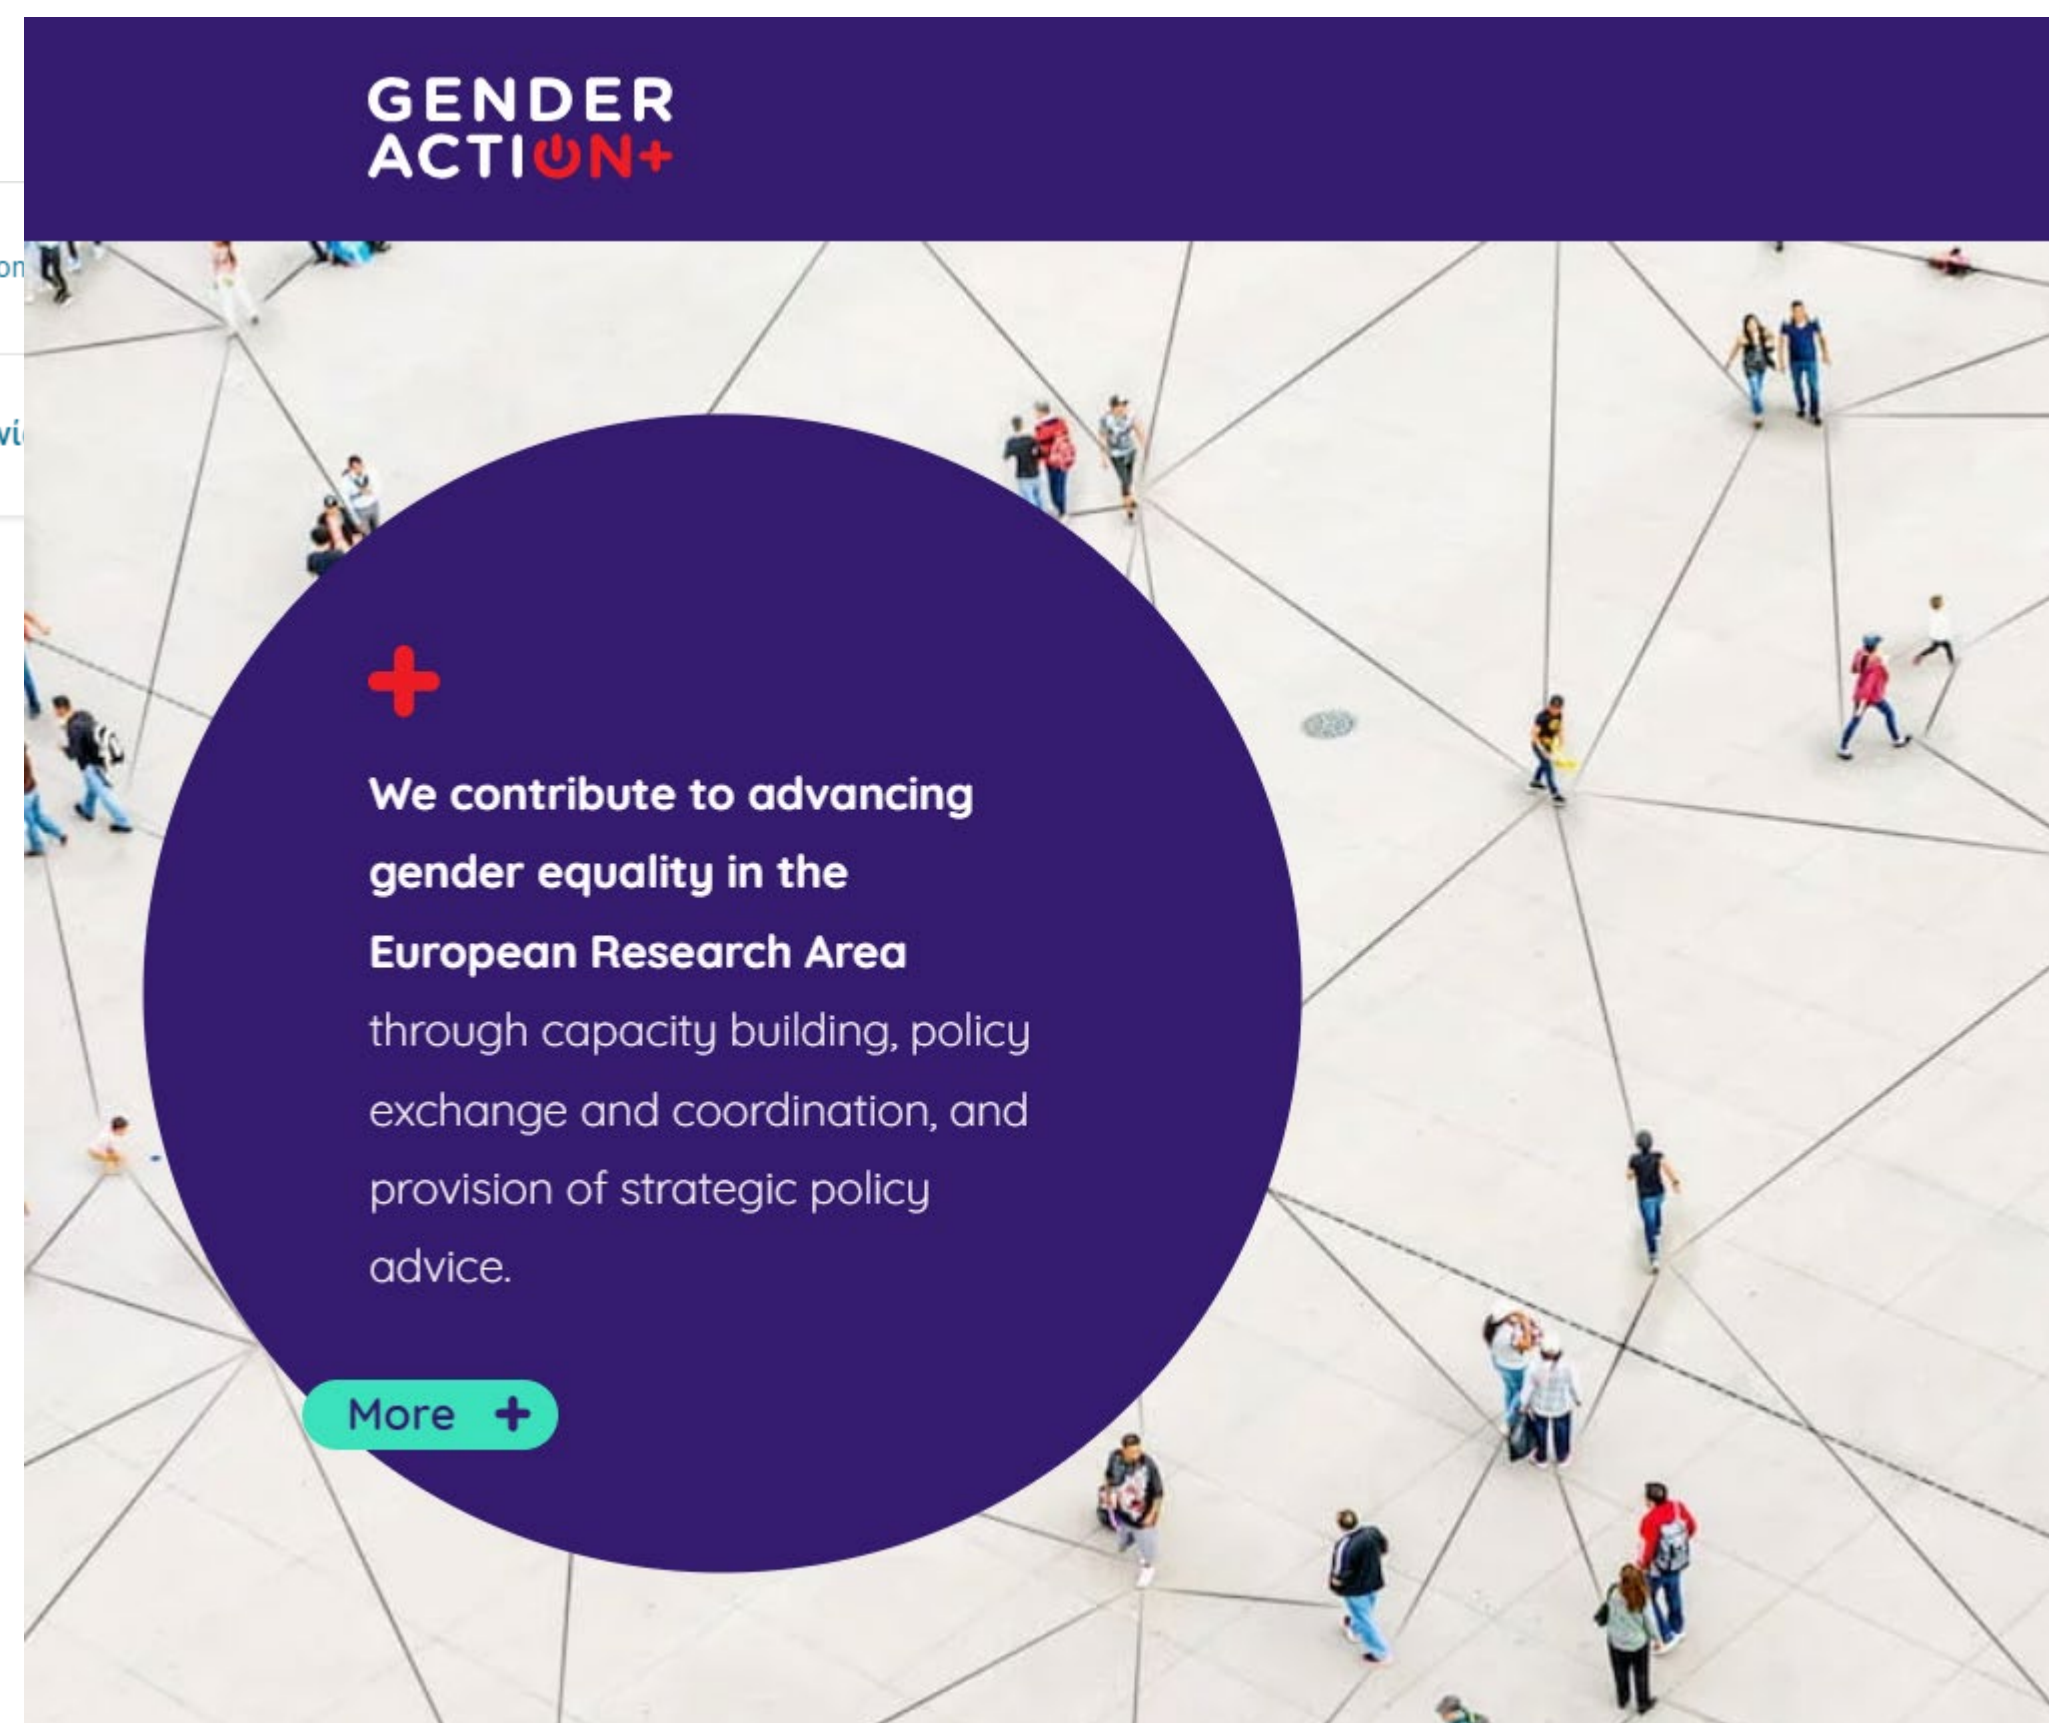 GENDER
ACTION+
We contribute to advancing
gender equality in the
European Research Area
through capacity building, policy
exchange and coordination, and
provision of strategic policy
advice.
More +